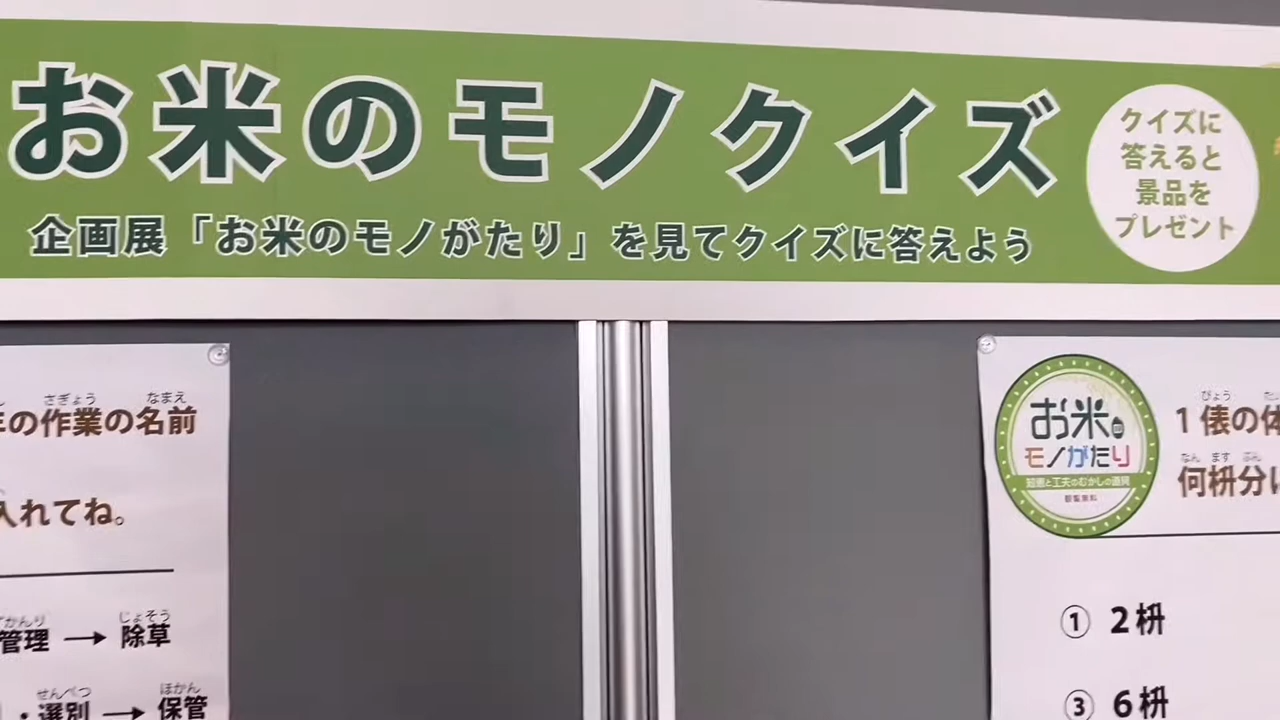 お米のモノクイズ
企画展「お米のモノがたり」を見てクイズに答えよう
クイズに
答えると
景品を
プレゼント
さぎょう なまえ
の作業の名前
入れてね。
かんり じょそう
管理 → 除草
せんべつ ほかん
・選別 → 保管
お米の
モノがたり
知恵と工夫のむかしの道具
観覧無料
ぴょう
1俵の体
なん ます ぶん
何枡分
① 2枡
③ 6枡